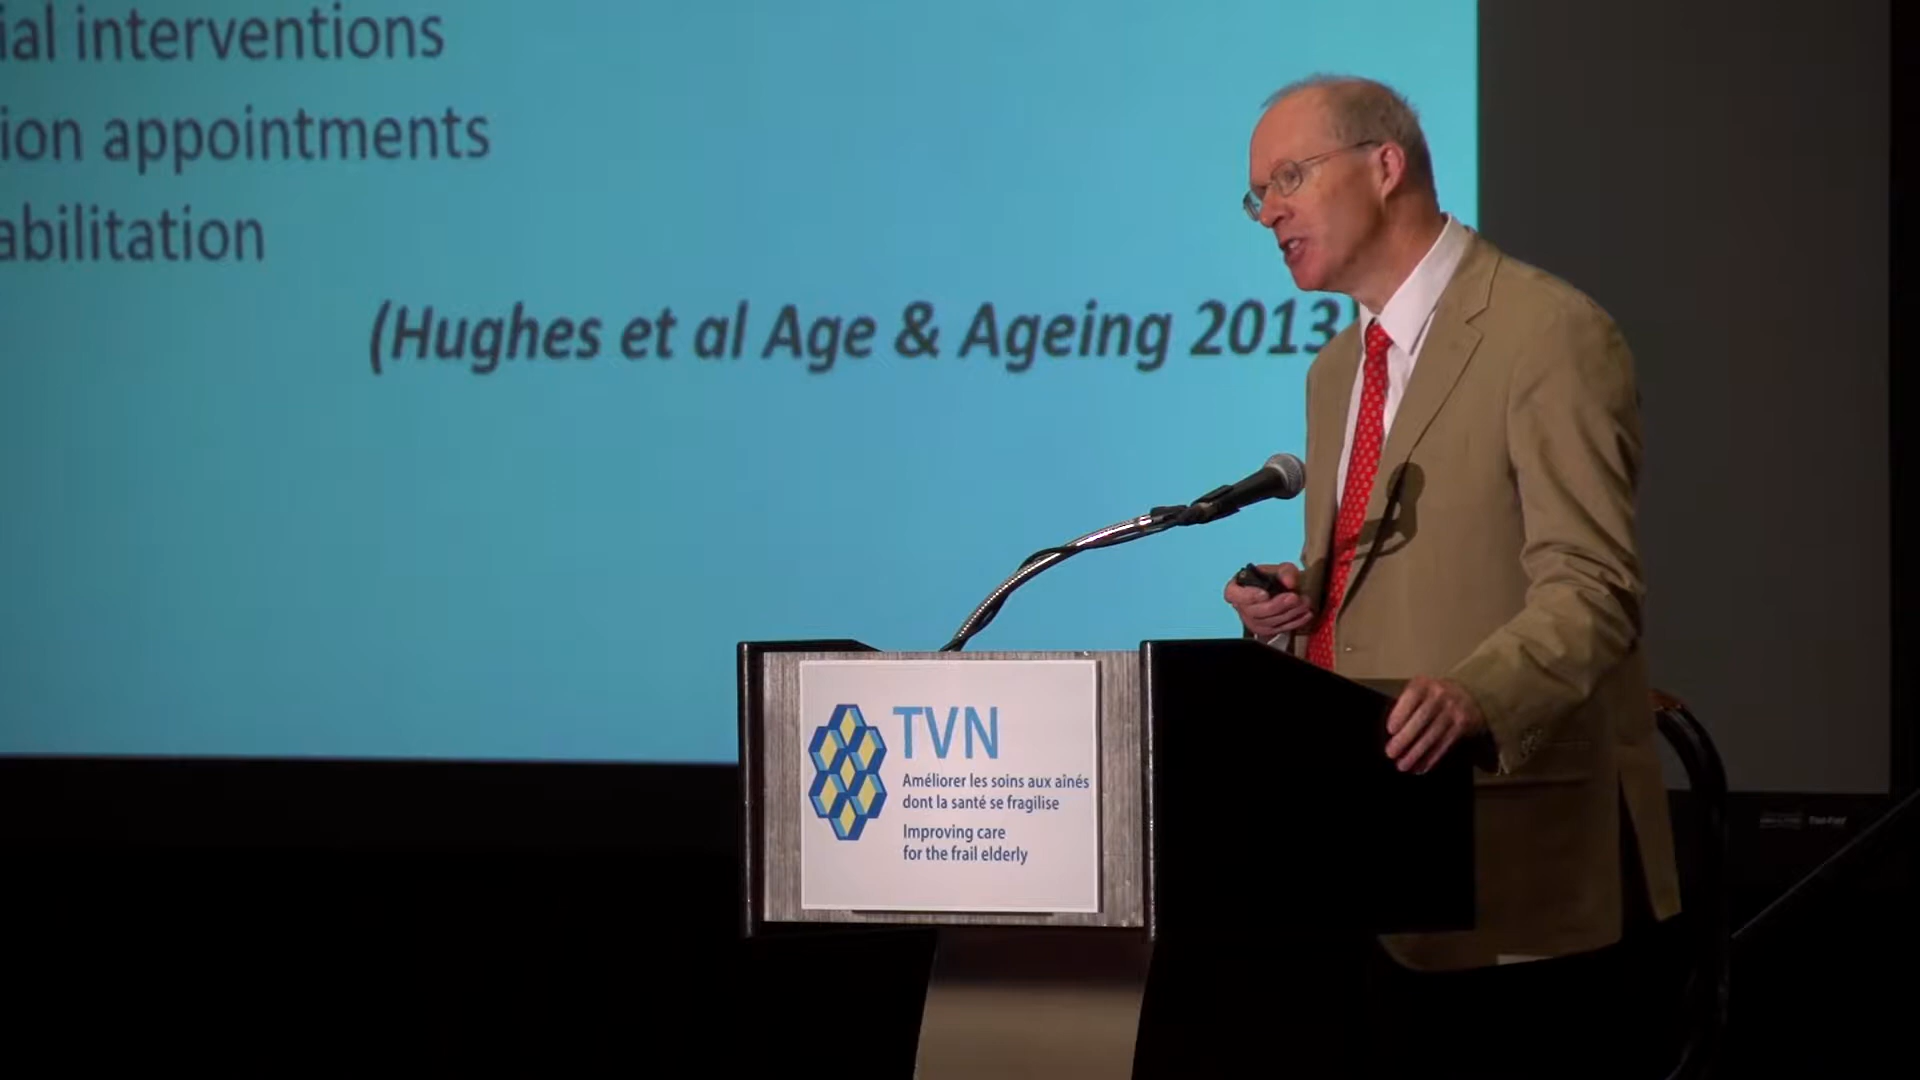 ial interventions
ion appointments
abilitation
(Hughes et al Age & Ageing 2013)
TVN
Améliorer les soins aux aînés
dont la santé se fragilise
Improving care
for the frail elderly